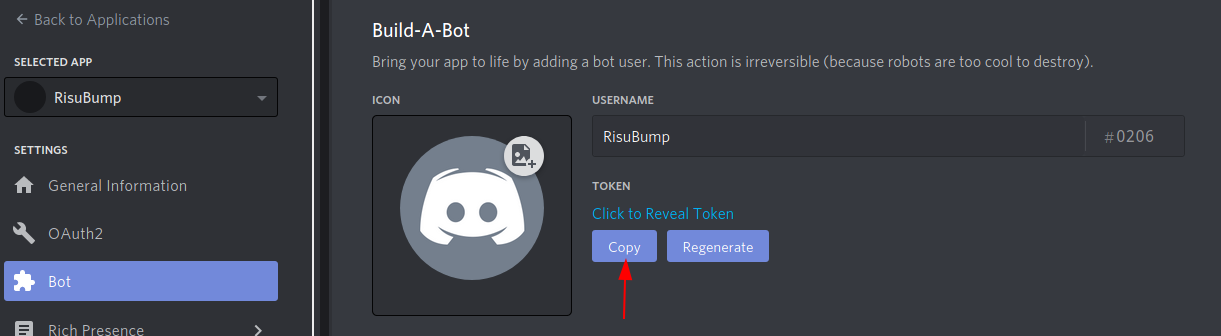 Back to Applications
SELECTED APP
RisuBump
SETTINGS
General Information
OAuth2
Bot
Rich Presence
Build-A-Bot
Bring your app to life by adding a bot user. This action is irreversible (because robots are too cool to destroy).
ICON
USERNAME
RisuBump #0206
TOKEN
Click to Reveal Token
Copy Regenerate